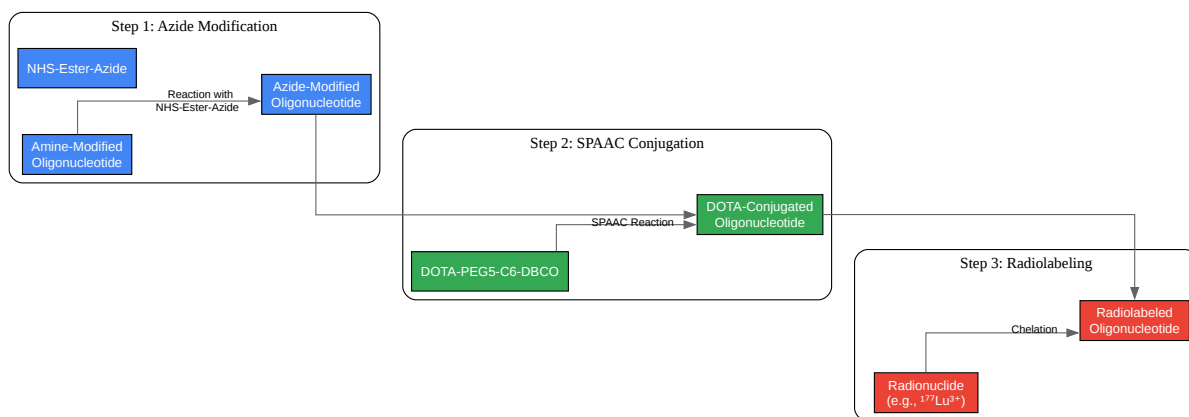 Step 1: Azide Modification
NHS-Ester-Azide
Reaction with
NHS-Ester-Azide
Azide-Modified
Oligonucleotide
Amine-Modified
Oligonucleotide
Step 2: SPAAC Conjugation
DOTA-Conjugated
Oligonucleotide
SPAAC Reaction
DOTA-PEG5-C6-DBCO
Step 3: Radiolabeling
Radiolabeled
Oligonucleotide
Chelation
Radionuclide
(e.g., ¹⁷⁷Lu³⁺)